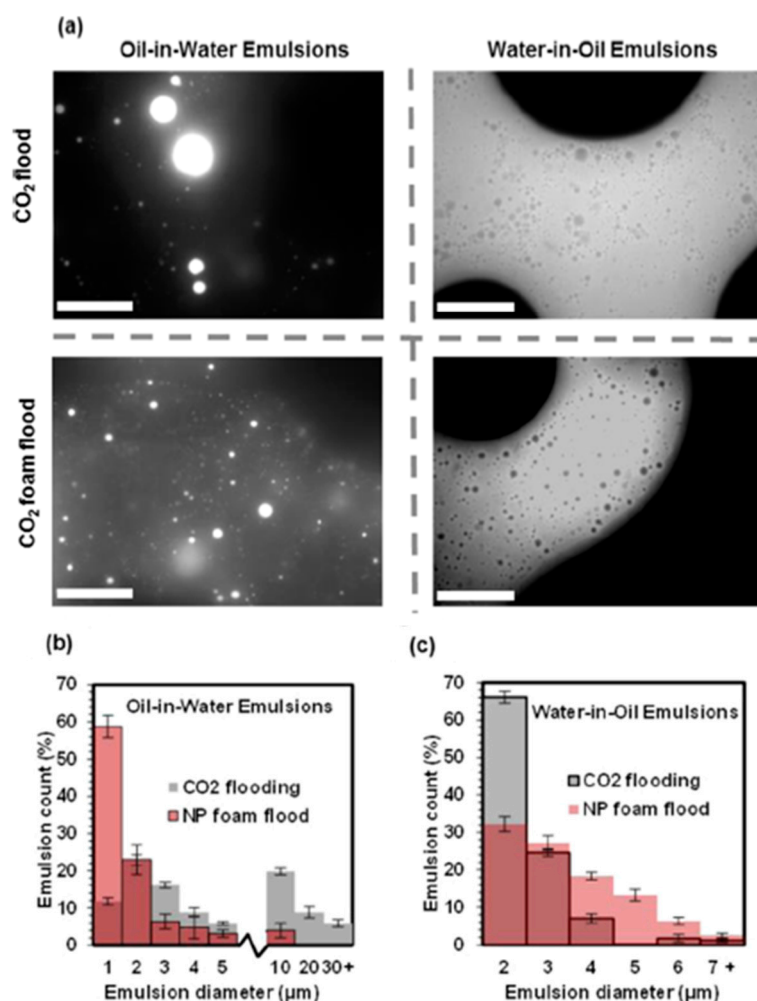 (a)
Oil-in-Water Emulsions
Water-in-Oil Emulsions
CO₂ flood
CO₂ foam flood
(b)
70
60
50
40
30
20
10
0
Emulsion count (%)
Oil-in-Water Emulsions
CO2 flooding
NP foam flood
1 2 3 4 5 10 20 30+
Emulsion diameter (µm)
(c)
70
60
50
40
30
20
10
0
Emulsion count (%)
Water-in-Oil Emulsions
CO2 flooding
NP foam flood
2 3 4 5 6 7 +
Emulsion diameter (µm)